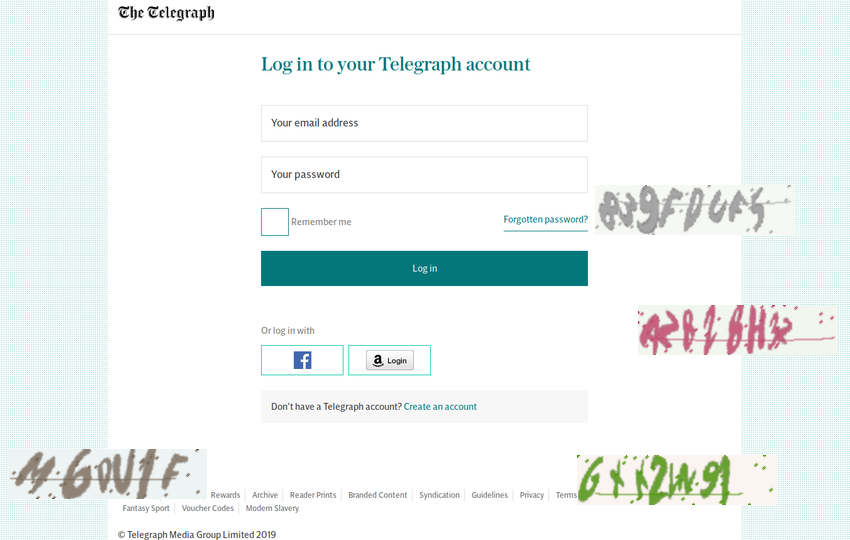 The Telegraph
Log in to your Telegraph account
Your email address
Your password
Remember me
Forgotten password?
Log in
Or log in with
f
a Login
Don't have a Telegraph account? Create an account
Rewards Archive Reader Prints Branded Content Syndication Guidelines Privacy Terms
Fantasy Sport Voucher Codes Modern Slavery
© Telegraph Media Group Limited 2019